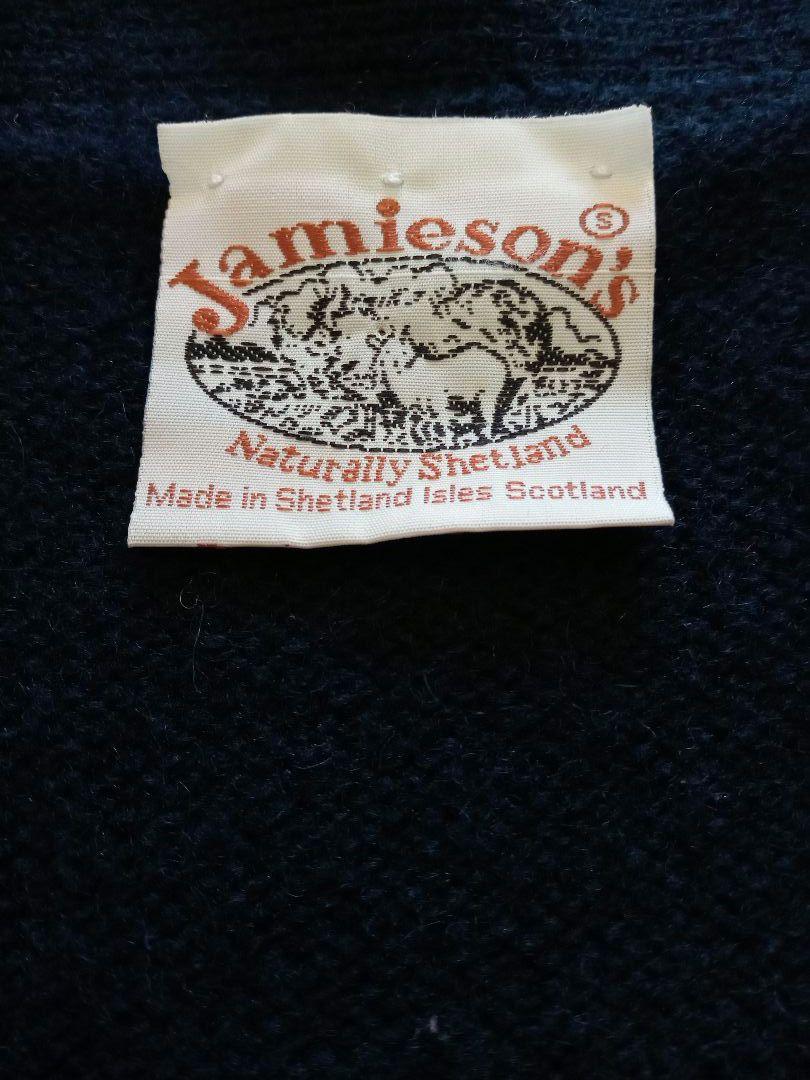 Jamieson's
S
Naturally Shetland
Made in Shetland Isles Scotland